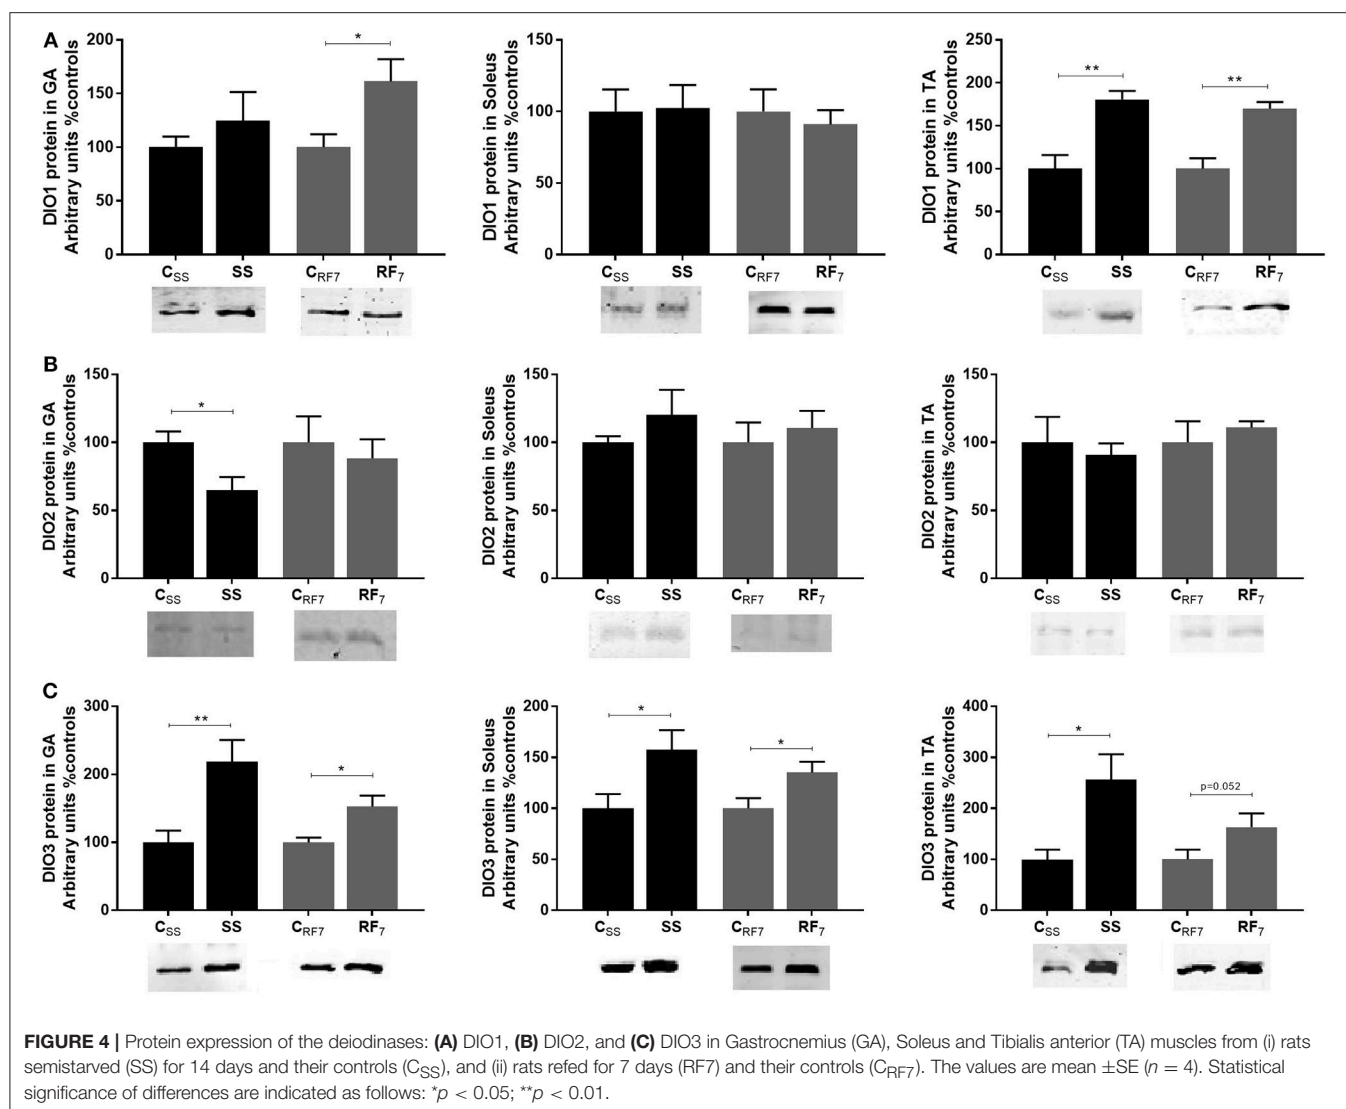 A
DIO1 protein in GA
Arbitrary units %controls
200
150
100
50
0
*
C_SS SS C_RF7 RF_7
DIO1 protein in Soleus
Arbitrary units %controls
150
100
50
0
C_SS SS C_RF7 RF_7
DIO1 protein in TA
Arbitrary units %controls
250
200
150
100
50
0
** **
C_SS SS C_RF7 RF_7
B
DIO2 protein in GA
Arbitrary units %controls
150
100
50
0
*
C_SS SS C_RF7 RF_7
DIO2 protein in Soleus
Arbitrary units %controls
150
100
50
0
C_SS SS C_RF7 RF_7
DIO2 protein in TA
Arbitrary units %controls
150
100
50
0
C_SS SS C_RF7 RF_7
C
DIO3 protein in GA
Arbitrary units %controls
300
200
100
0
** *
C_SS SS C_RF7 RF_7
DIO3 protein in Soleus
Arbitrary units %controls
200
150
100
50
0
* *
C_SS SS C_RF7 RF_7
DIO3 protein in TA
Arbitrary units %controls
400
300
200
100
0
* p=0.052
C_SS SS C_RF7 RF_7
FIGURE 4 | Protein expression of the deiodinases: (A) DIO1, (B) DIO2, and (C) DIO3 in Gastrocnemius (GA), Soleus and Tibialis anterior (TA) muscles from (i) rats
semistarved (SS) for 14 days and their controls (C_SS), and (ii) rats refed for 7 days (RF7) and their controls (C_RF7). The values are mean ±SE (n = 4). Statistical
significance of differences are indicated as follows: *p < 0.05; **p < 0.01.